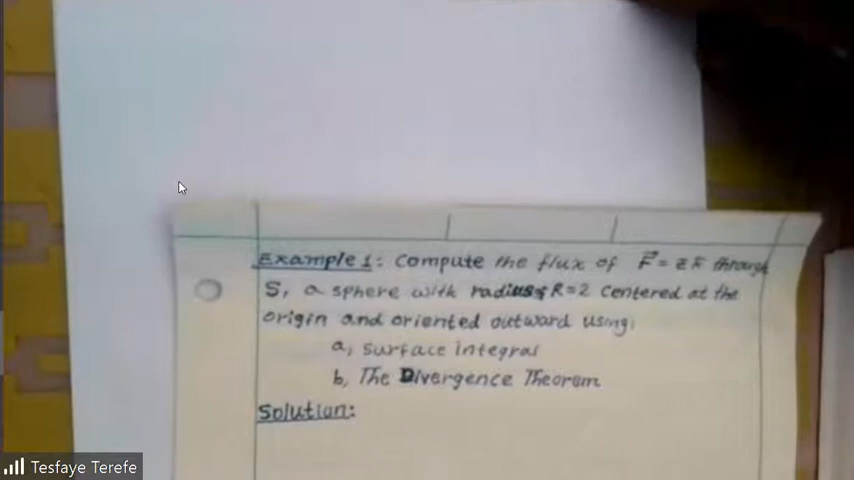 Example 1: Compute the flux of F⃗ = z k⃗ through
S, a sphere with radius R=2 centered at the
origin and oriented outward using;
a, surface integral
b, The Divergence Theorem
Solution:
Tesfaye Terefe